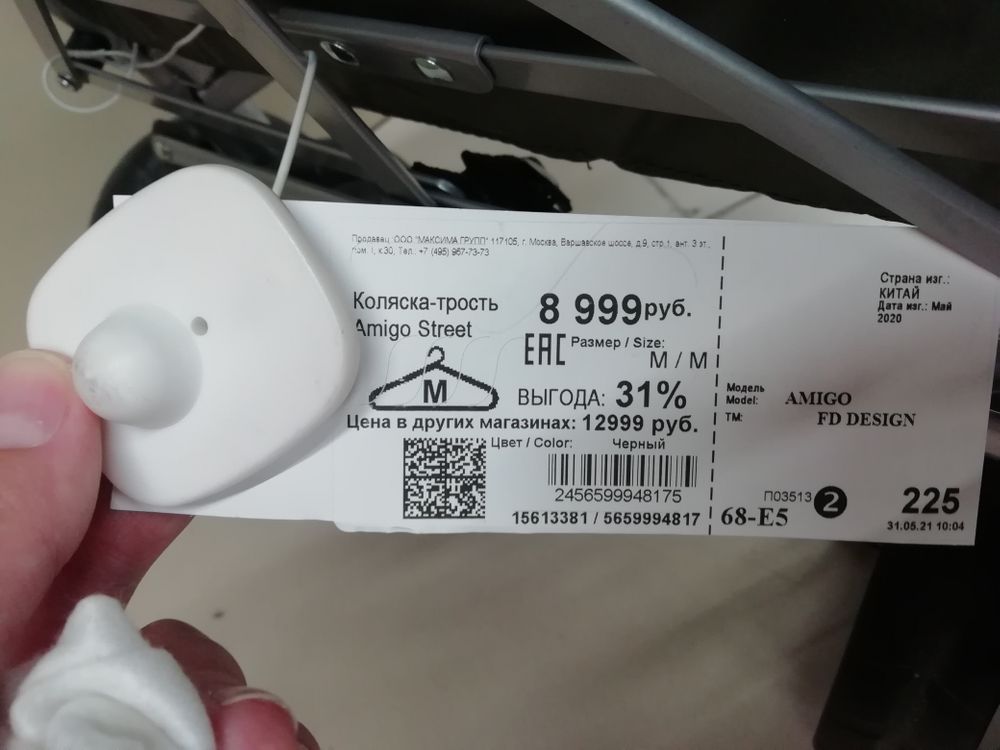 Продавец: ООО "МАКСИМА ГРУПП" 117105, г. Москва, Варшавское шоссе, д.9, стр.1, ант. 3 эт.,
ком. I, к.30, Тел.: +7 (495) 967-73-73
Коляска-трость
Amigo Street
8 999руб.
EAC
Размер / Size:
M / M
M
ВЫГОДА: 31%
Цена в других магазинах: 12999 руб.
Цвет / Color: Черный
2456599948175
15613381 / 5659994817
Страна изг.:
КИТАЙ
Дата изг.: Май
2020
Модель
Model: AMIGO
ТМ: FD DESIGN
68-E5
П03513 2
225
31.05.21 10:04